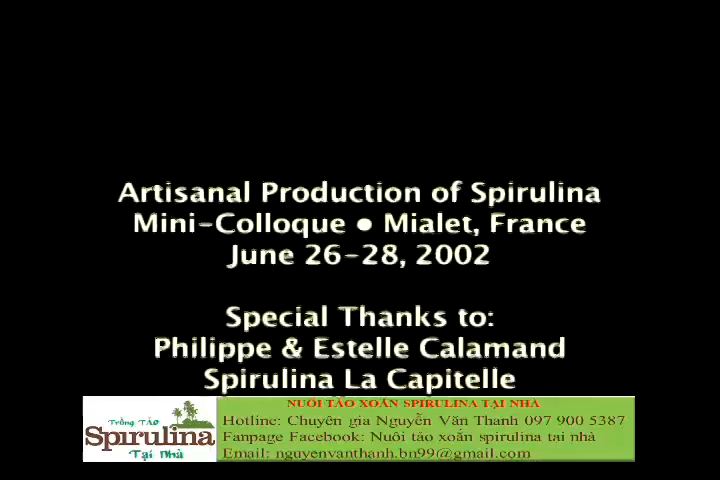 Artisanal Production of Spirulina
Mini-Colloque • Mialet, France
June 26-28, 2002
Special Thanks to:
Philippe & Estelle Calamand
Spirulina La Capitelle
NUÔI TẢO XOẮN SPIRULINA TẠI NHÀ
Trồng TẢO
Spirulina
Tại Nhà
Hotline: Chuyên gia Nguyễn Văn Thanh 097 900 5387
Fanpage Facebook: Nuôi tảo xoắn spirulina tai nhà
Email: nguyenvanthanh.bn99@gmail.com